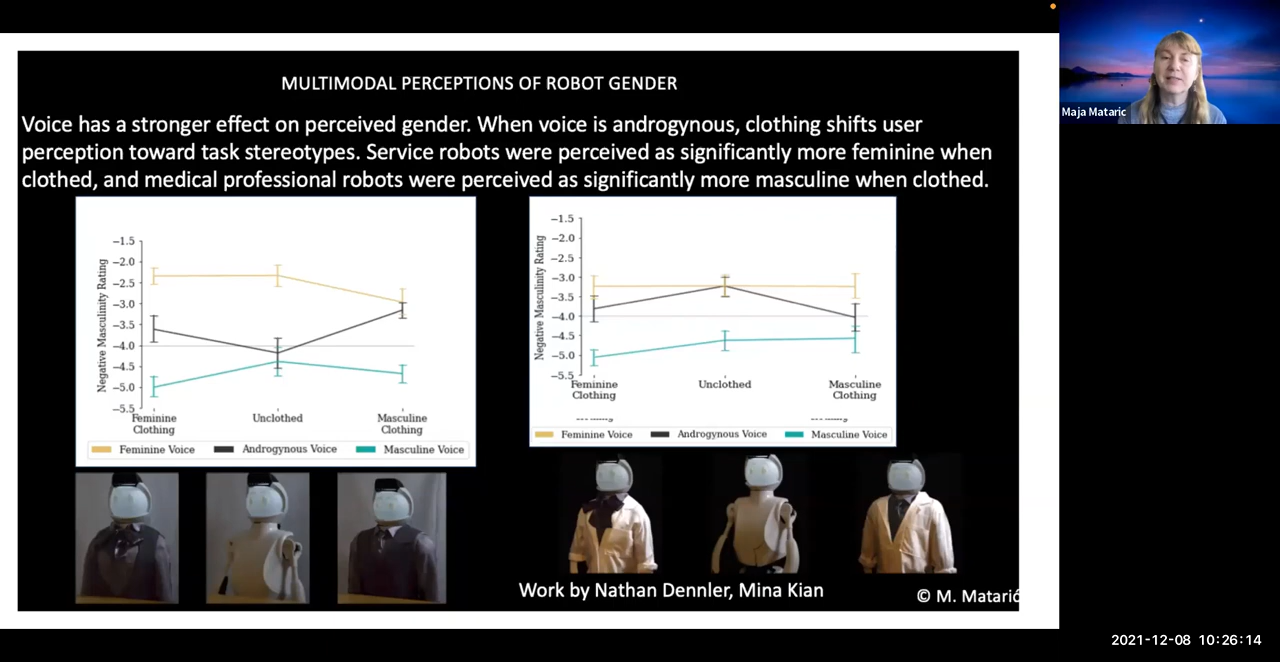 MULTIMODAL PERCEPTIONS OF ROBOT GENDER
Voice has a stronger effect on perceived gender. When voice is androgynous, clothing shifts user
perception toward task stereotypes. Service robots were perceived as significantly more feminine when
clothed, and medical professional robots were perceived as significantly more masculine when clothed.
Maja Mataric
Negative Masculinity Rating
−1.5
−2.0
−2.5
−3.0
−3.5
−4.0
−4.5
−5.0
−5.5
Feminine
Clothing
Unclothed
Masculine
Clothing
Feminine Voice
Androgynous Voice
Masculine Voice
Negative Masculinity Rating
−1.5
−2.0
−2.5
−3.0
−3.5
−4.0
−4.5
−5.0
−5.5
Feminine
Clothing
Unclothed
Masculine
Clothing
Feminine Voice
Androgynous Voice
Masculine Voice
Work by Nathan Dennler, Mina Kian
© M. Matarić
2021-12-08 10:26:14